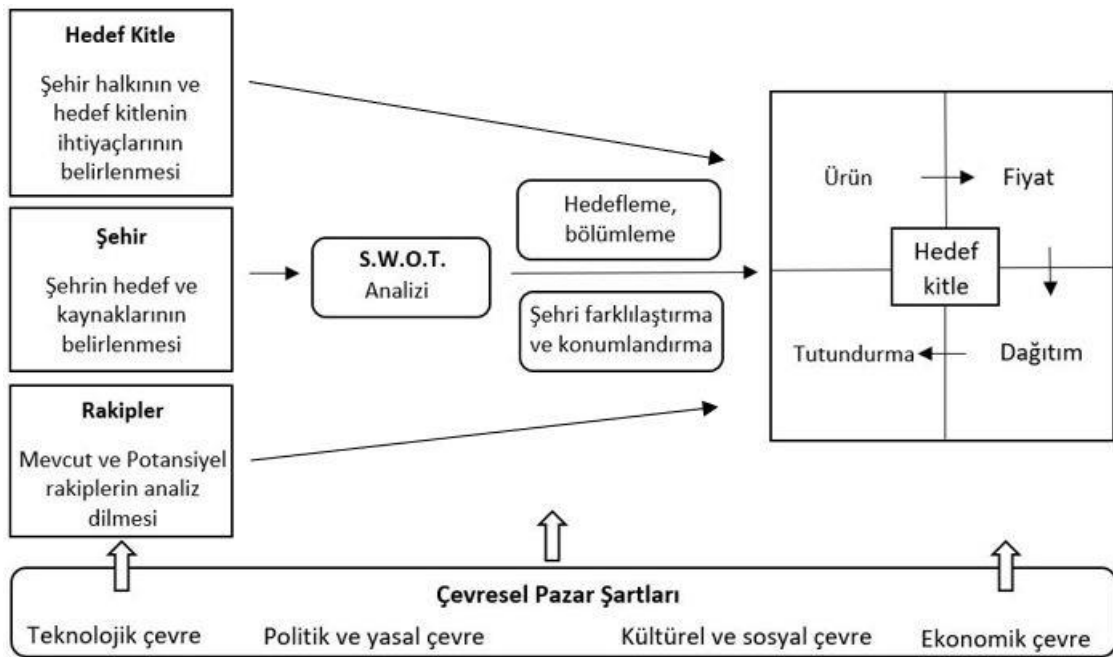 Hedef Kitle
Şehir halkının ve
hedef kitlenin
ihtiyaçlarının
belirlenmesi
Şehir
Şehrin hedef ve
kaynaklarının
belirlenmesi
Rakipler
Mevcut ve Potansiyel
rakiplerin analiz
dilmesi
S.W.O.T.
Analizi
Hedefleme,
bölümleme
Şehri farklılaştırma
ve konumlandırma
Ürün
Fiyat
Hedef
kitle
Tutundurma
Dağıtım
Çevresel Pazar Şartları
Teknolojik çevre
Politik ve yasal çevre
Kültürel ve sosyal çevre
Ekonomik çevre